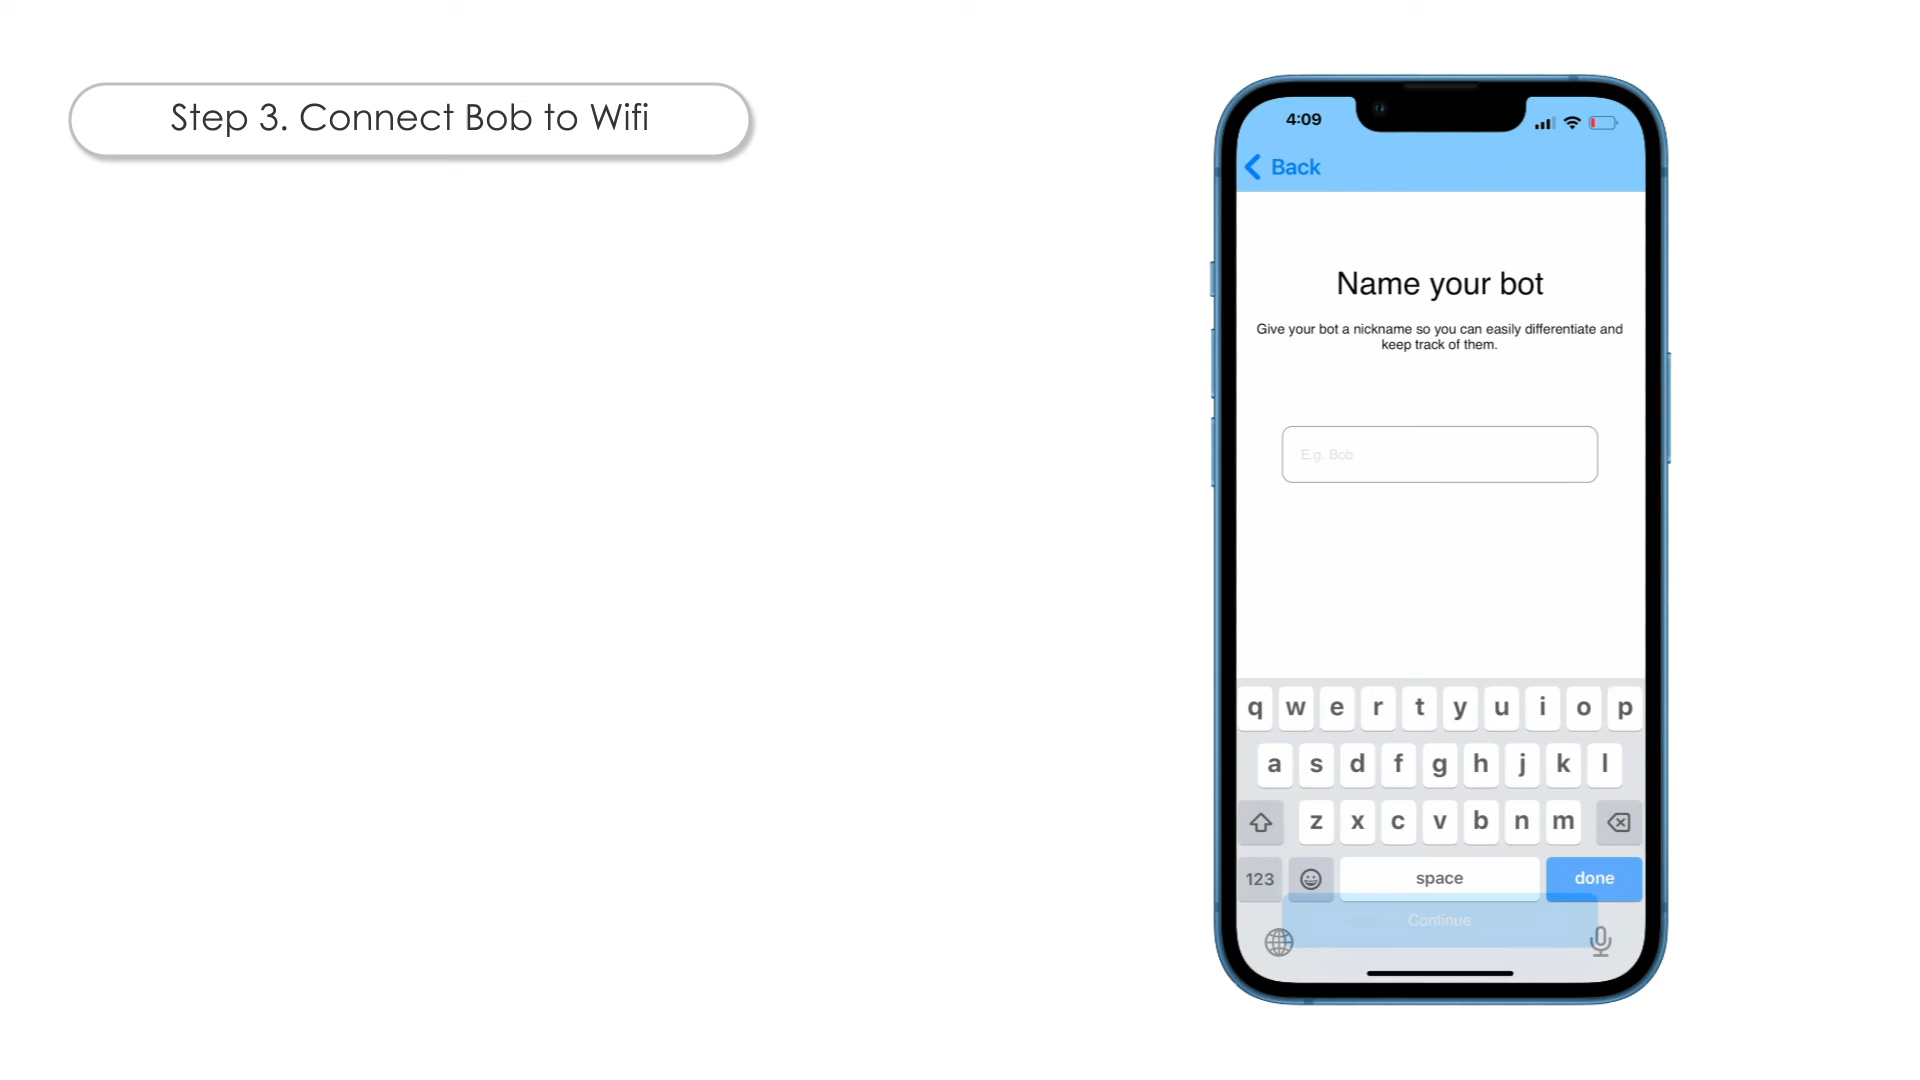 Step 3. Connect Bob to Wifi
4:09
Back
Name your bot
Give your bot a nickname so you can easily differentiate and
keep track of them.
E.g. Bob
q w e r t y u i o p
a s d f g h j k l
z x c v b n m
123 space done
Continue